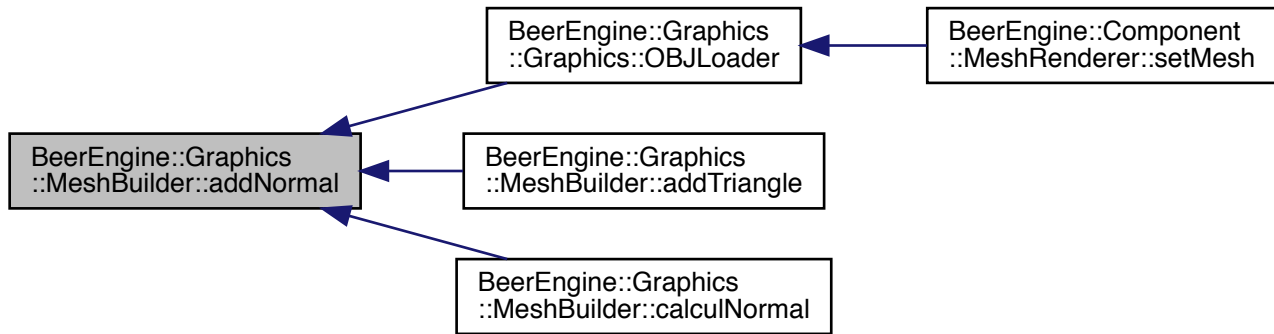 BeerEngine::Graphics
::MeshBuilder::addNormal
BeerEngine::Graphics
::Graphics::OBJLoader
BeerEngine::Component
::MeshRenderer::setMesh
BeerEngine::Graphics
::MeshBuilder::addTriangle
BeerEngine::Graphics
::MeshBuilder::calculNormal